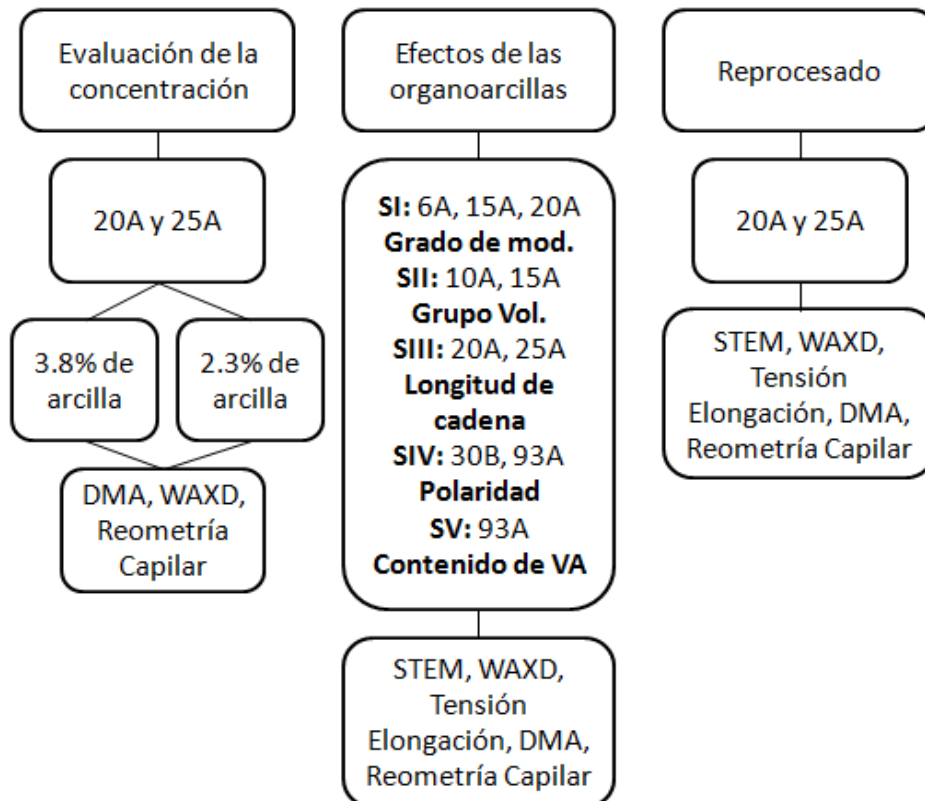 Evaluación de la
concentración
20A y 25A
3.8% de
arcilla
2.3% de
arcilla
DMA, WAXD,
Reometría
Capilar
Efectos de las
organoarcillas
SI: 6A, 15A, 20A
Grado de mod.
SII: 10A, 15A
Grupo Vol.
SIII: 20A, 25A
Longitud de
cadena
SIV: 30B, 93A
Polaridad
SV: 93A
Contenido de VA
STEM, WAXD,
Tensión
Elongación, DMA,
Reometría Capilar
Reprocesado
20A y 25A
STEM, WAXD,
Tensión
Elongación, DMA,
Reometría Capilar